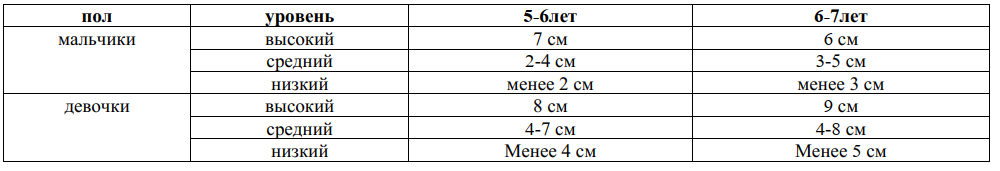 пол уровень 5-6лет 6-7лет
мальчики высокий 7 см 6 см
средний 2-4 см 3-5 см
низкий менее 2 см менее 3 см
девочки высокий 8 см 9 см
средний 4-7 см 4-8 см
низкий Менее 4 см Менее 5 см